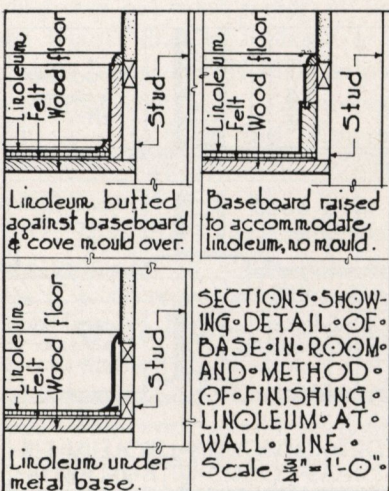 Linoleum
Felt
Wood floor
Stud
Linoleum butted
against baseboard
& cove mould over.
Linoleum
Felt
Wood floor
Stud
Baseboard raised
to accommodate
linoleum, no mould.
Linoleum
Felt
Wood floor
Stud
Linoleum under
metal base.
SECTIONS•SHOW-
ING•DETAIL•OF•
BASE•IN•ROOM•
AND•METHOD•
OF•FINISHING•
LINOLEUM•AT•
WALL•LINE•
Scale 3/4" = 1'-0".